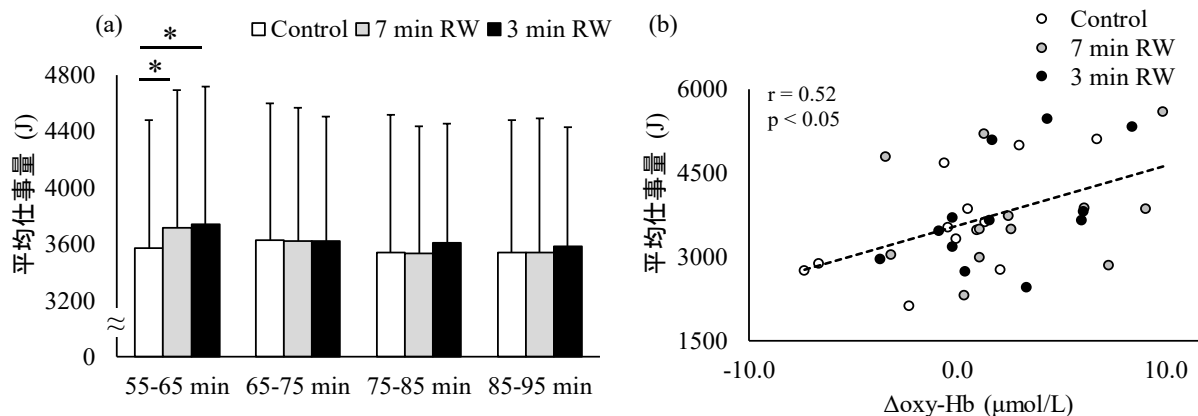 (a)
Control 7 min RW 3 min RW
* *
4800
4400
4000
3600
3200
0
平均仕事量 (J)
55-65 min 65-75 min 75-85 min 85-95 min
(b)
Control
7 min RW
3 min RW
r = 0.52
p < 0.05
6000
4500
3000
1500
平均仕事量 (J)
-10.0 0.0 10.0
Δoxy-Hb (μmol/L)